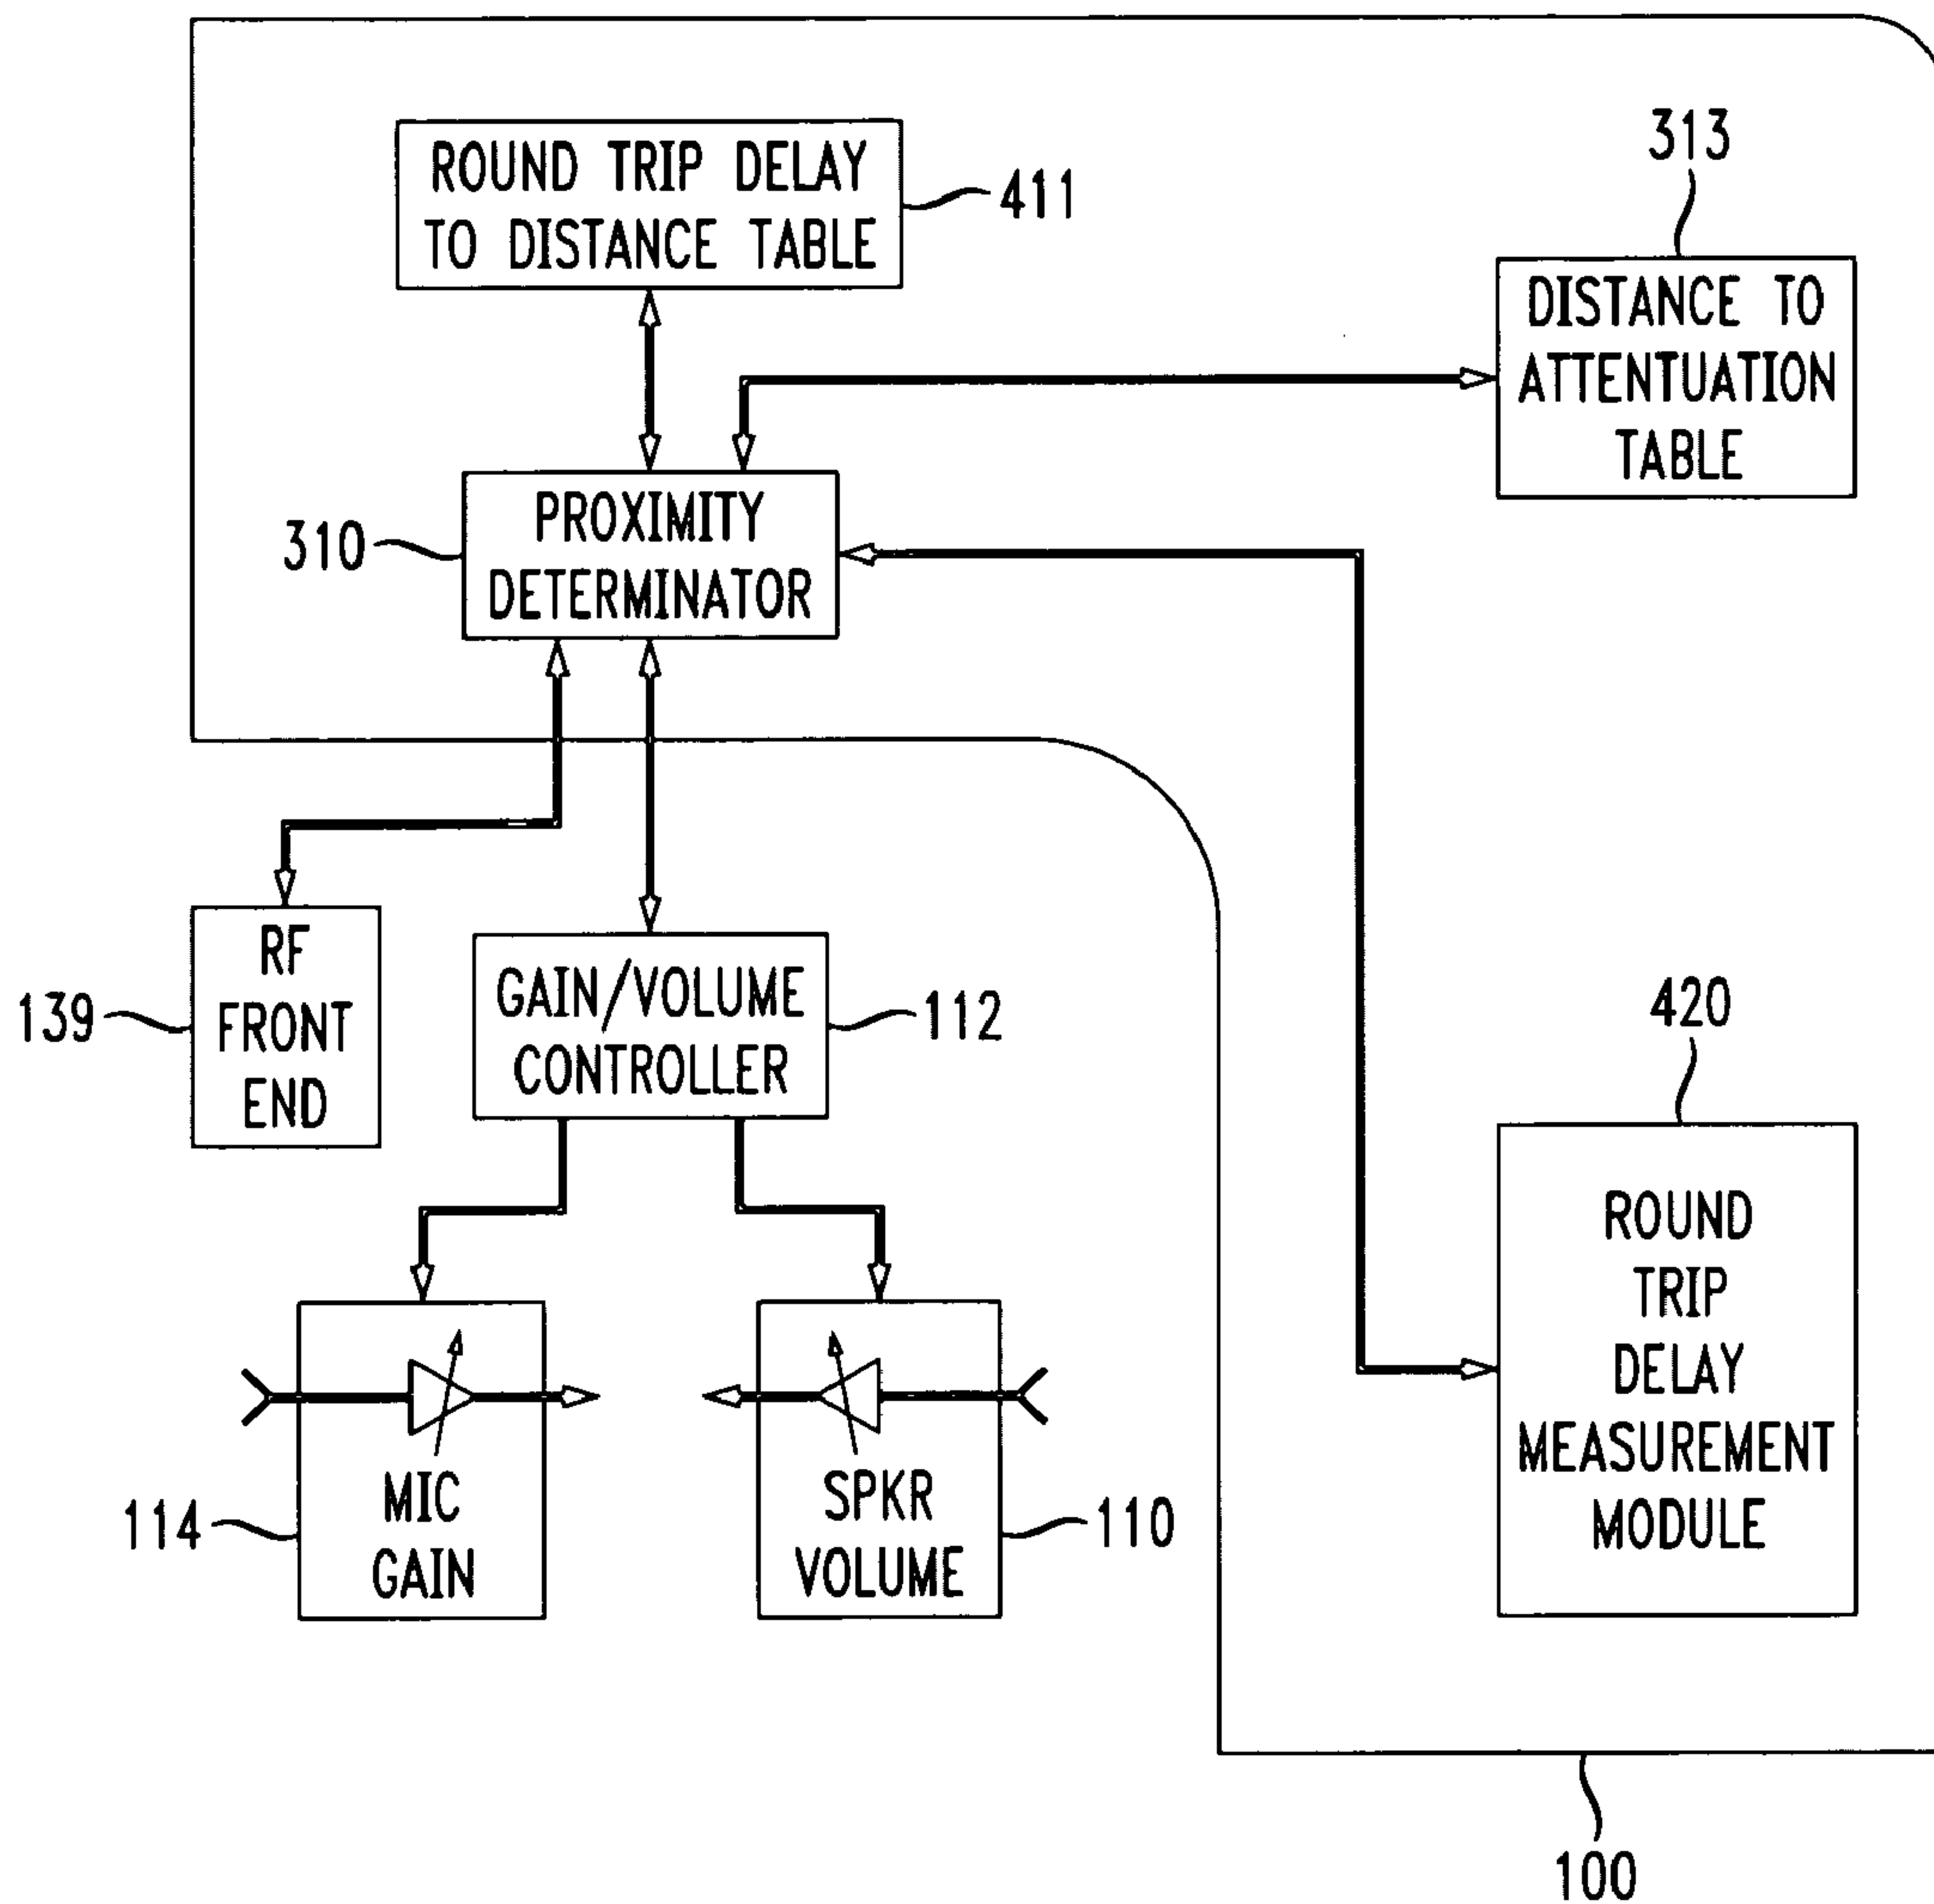 ROUND TRIP DELAY
TO DISTANCE TABLE
411
313
DISTANCE TO
ATTENTUATION
TABLE
310
PROXIMITY
DETERMINATOR
139
RF
FRONT
END
GAIN/VOLUME
CONTROLLER
112
420
ROUND
TRIP
DELAY
MEASUREMENT
MODULE
114
MIC
GAIN
SPKR
VOLUME
110
100